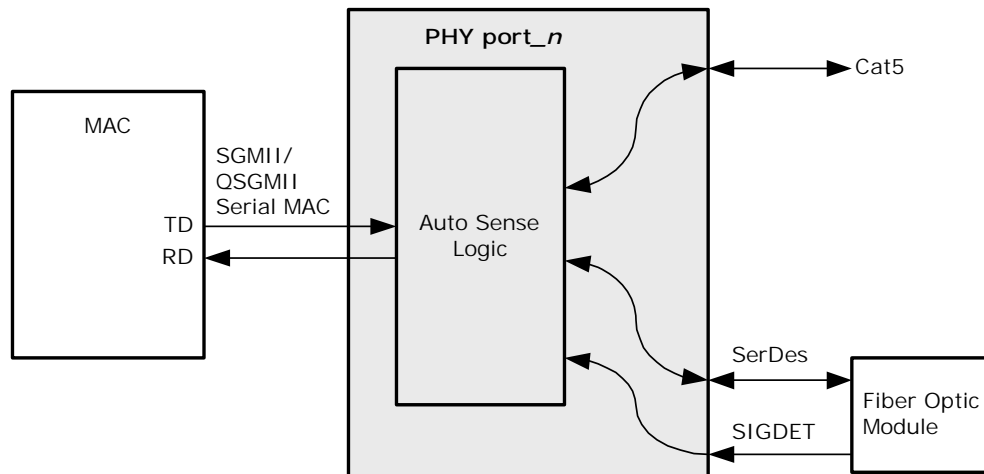 PHY port_n
Cat5
MAC
SGMII/
QSGMII
Serial MAC
TD
RD
Auto Sense
Logic
SerDes
Fiber Optic
Module
SIGDET